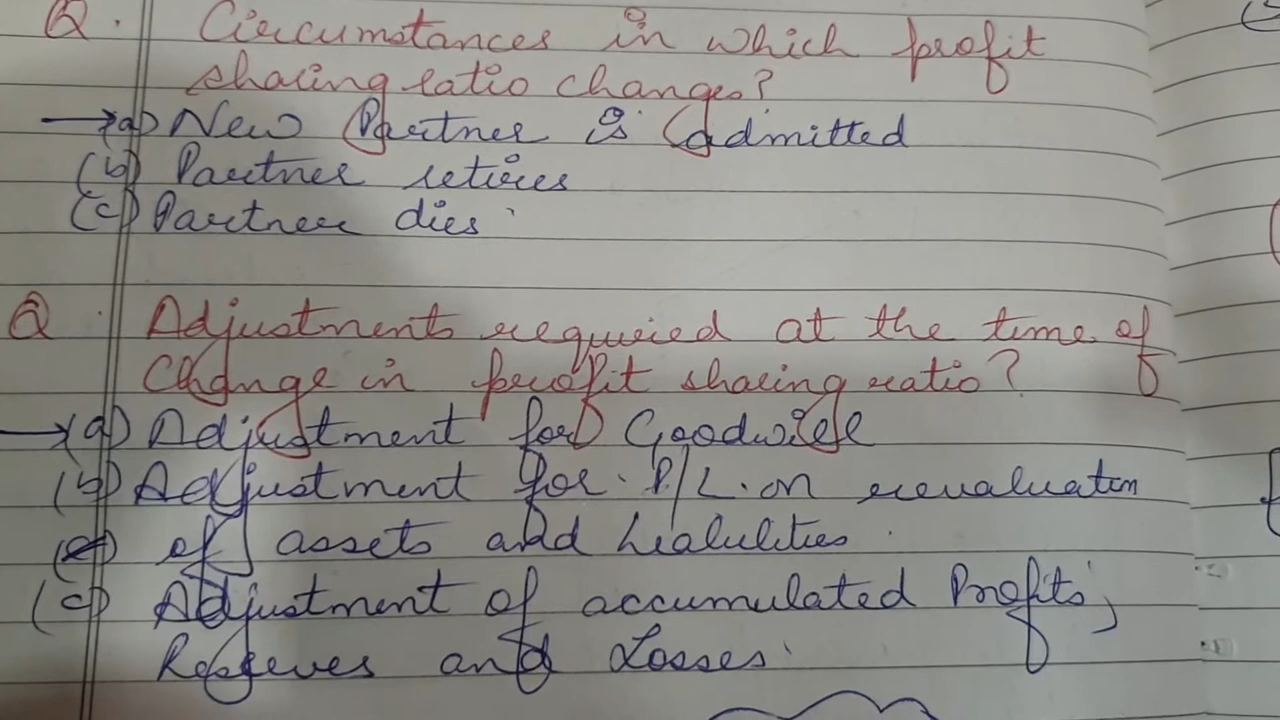 Q. Circumstances in which profit
sharing ratio changes?
→(a) New Partner is admitted
(b) Partner retires
(c) Partner dies.
Q. Adjustments required at the time of
Change in profit sharing ratio?
→(a) Adjustment for Goodwill
(b) Adjustment for P/L on revaluaton
of assets and liabilities.
(c) Adjustment of accumulated Profits,
Reserves and Losses.